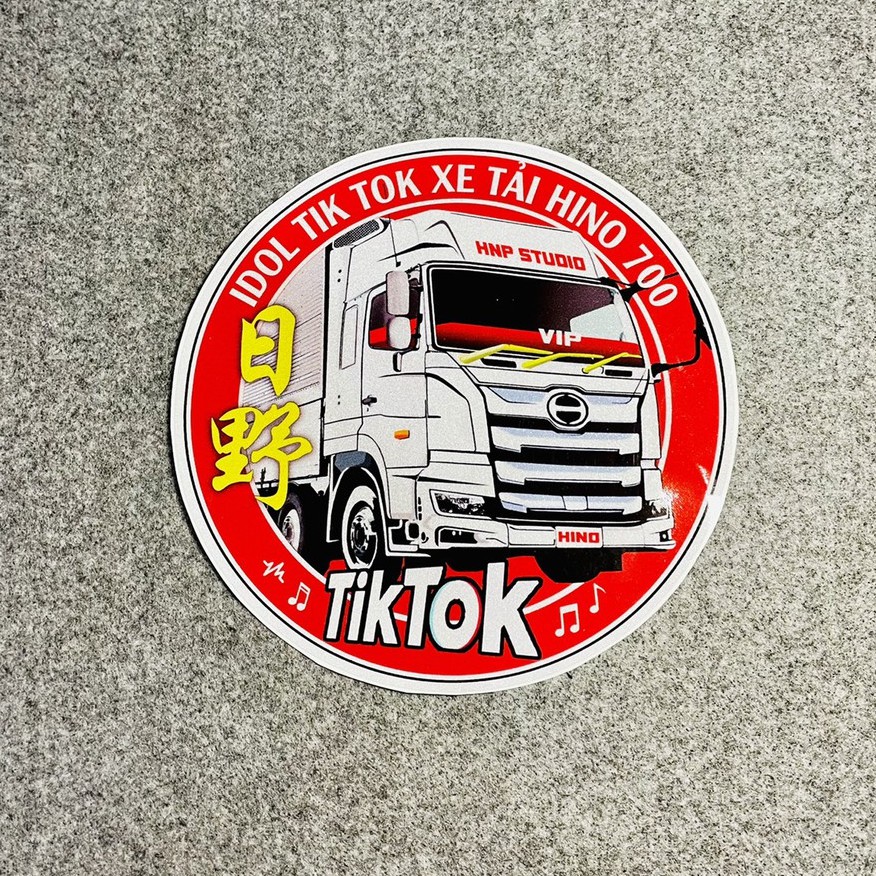 IDOL TIK TOK XE TẢI HINO 700
HNP STUDIO
VIP
日野
HINO
TikTok